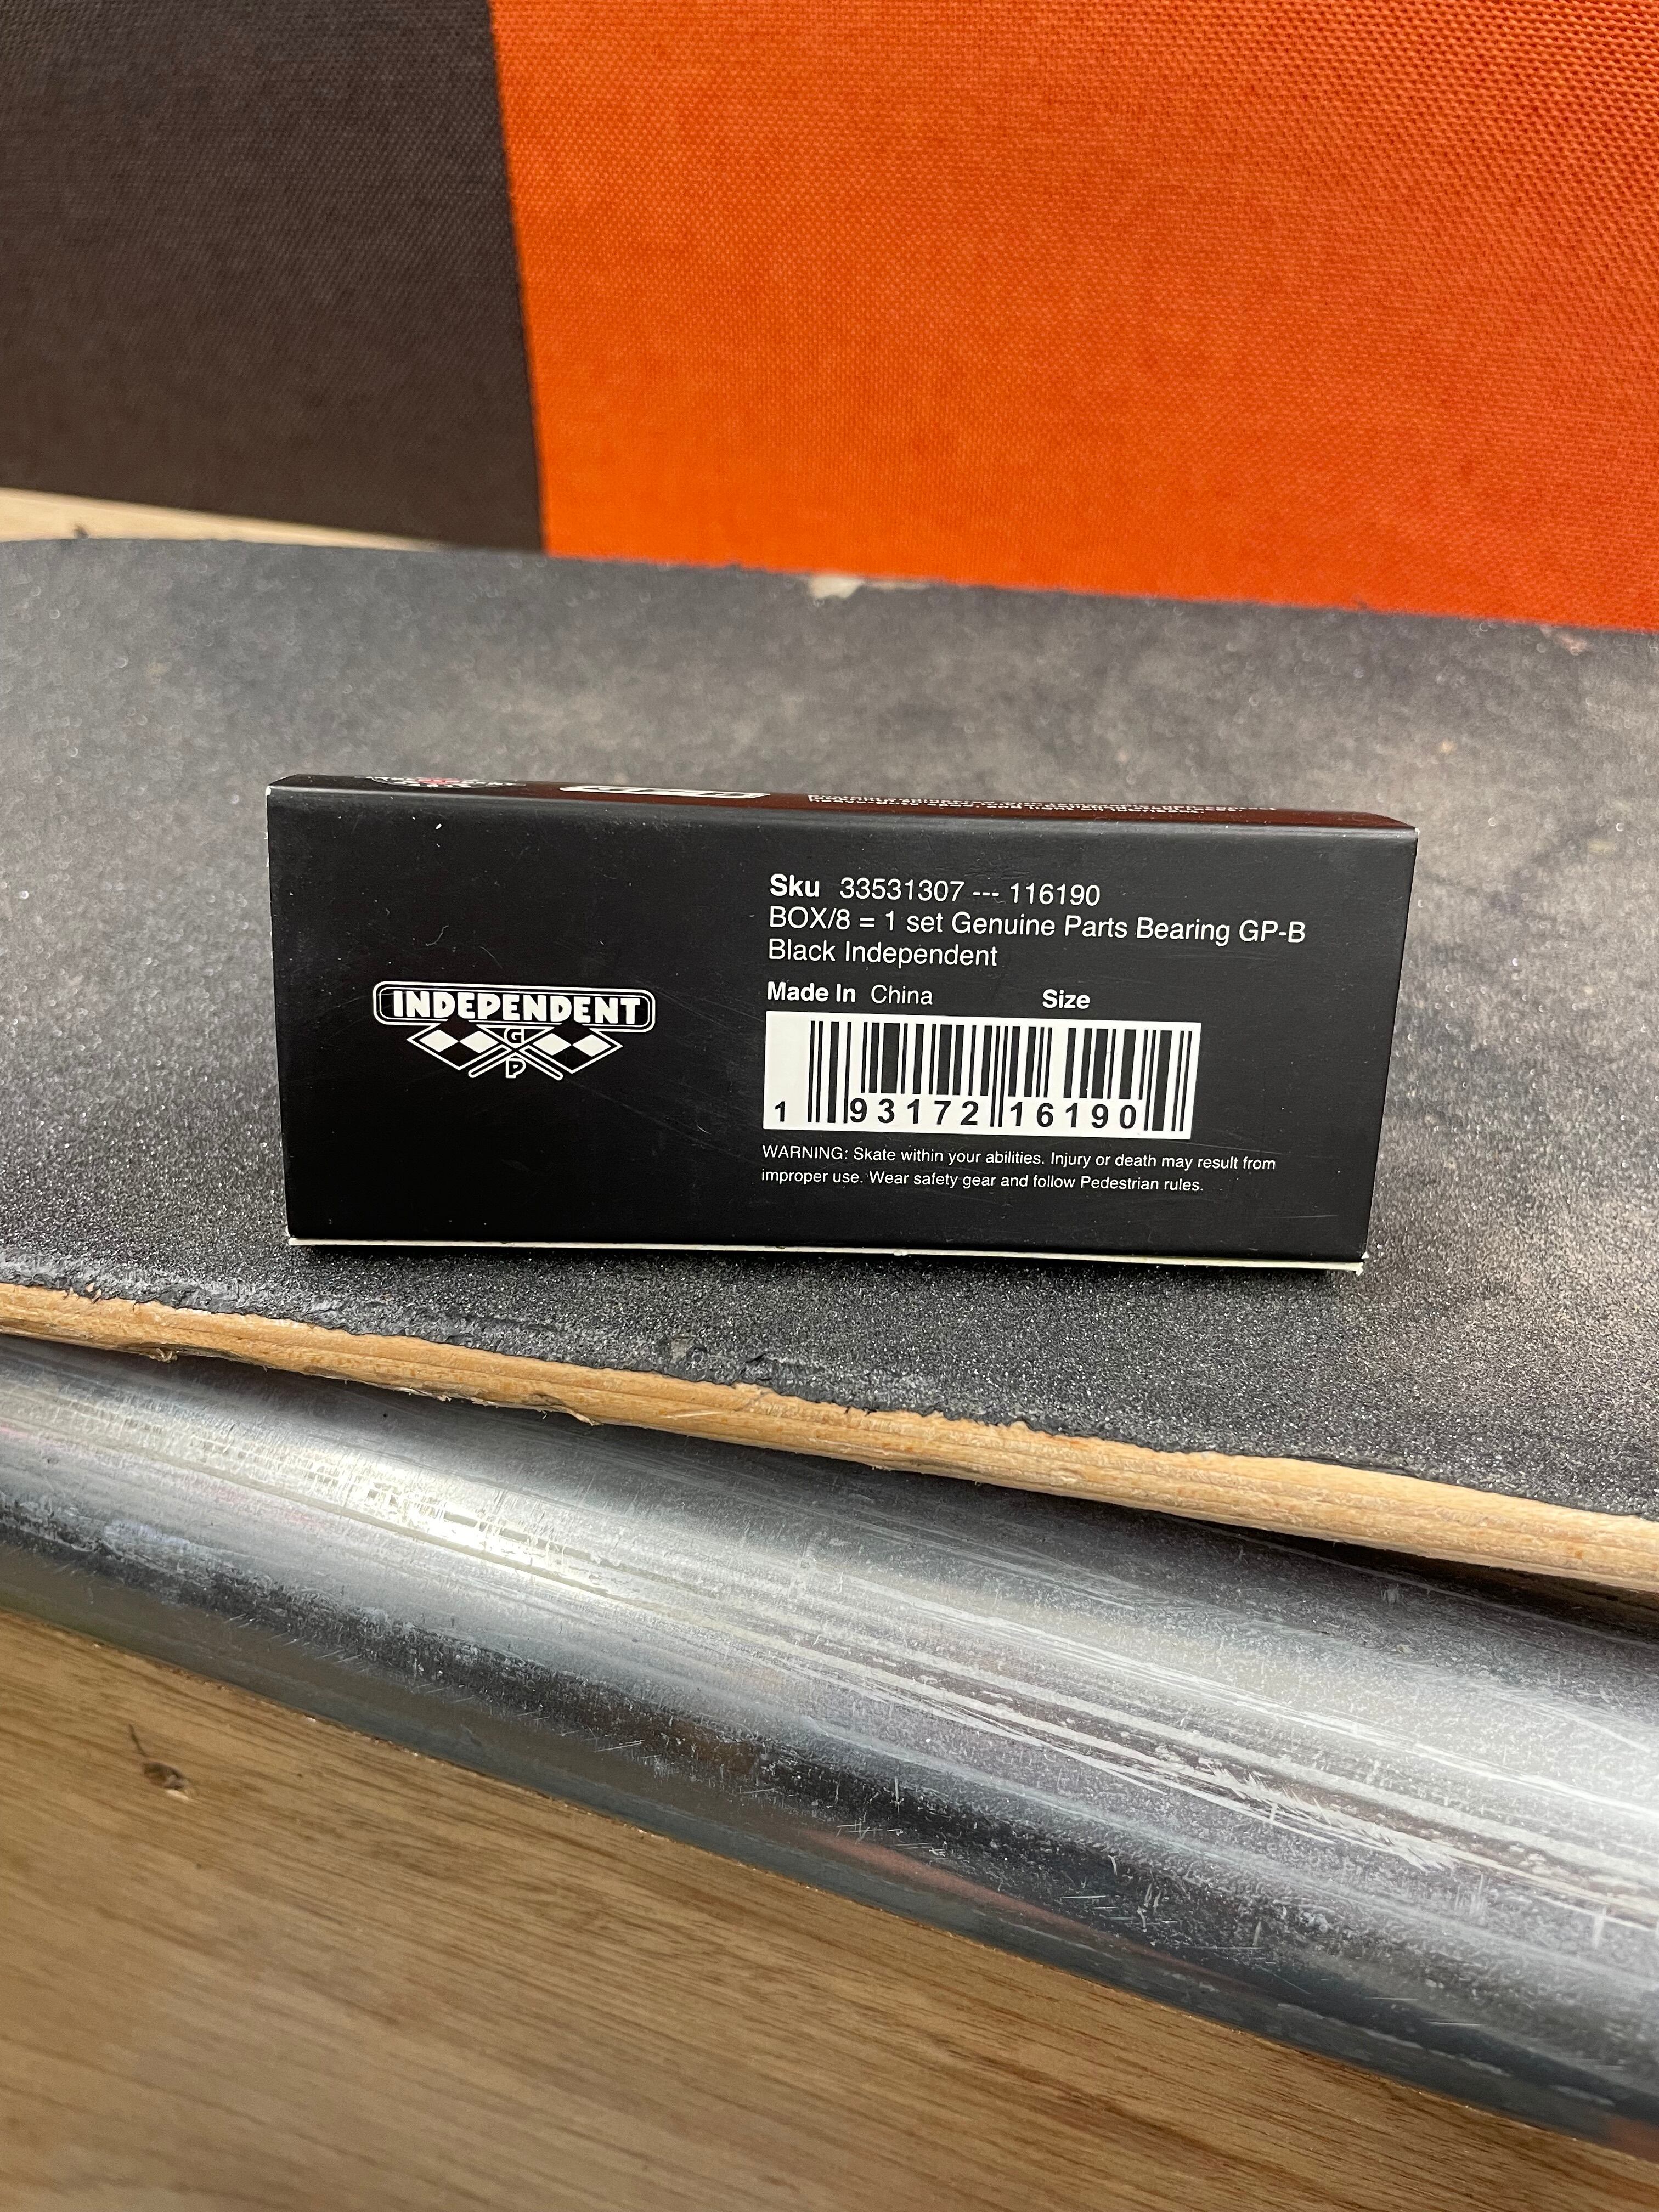 INDEPENDENT
G
P
Sku 33531307 --- 116190
BOX/8 = 1 set Genuine Parts Bearing GP-B
Black Independent
Made In China Size
1 93172 16190
WARNING: Skate within your abilities. Injury or death may result from
improper use. Wear safety gear and follow Pedestrian rules.